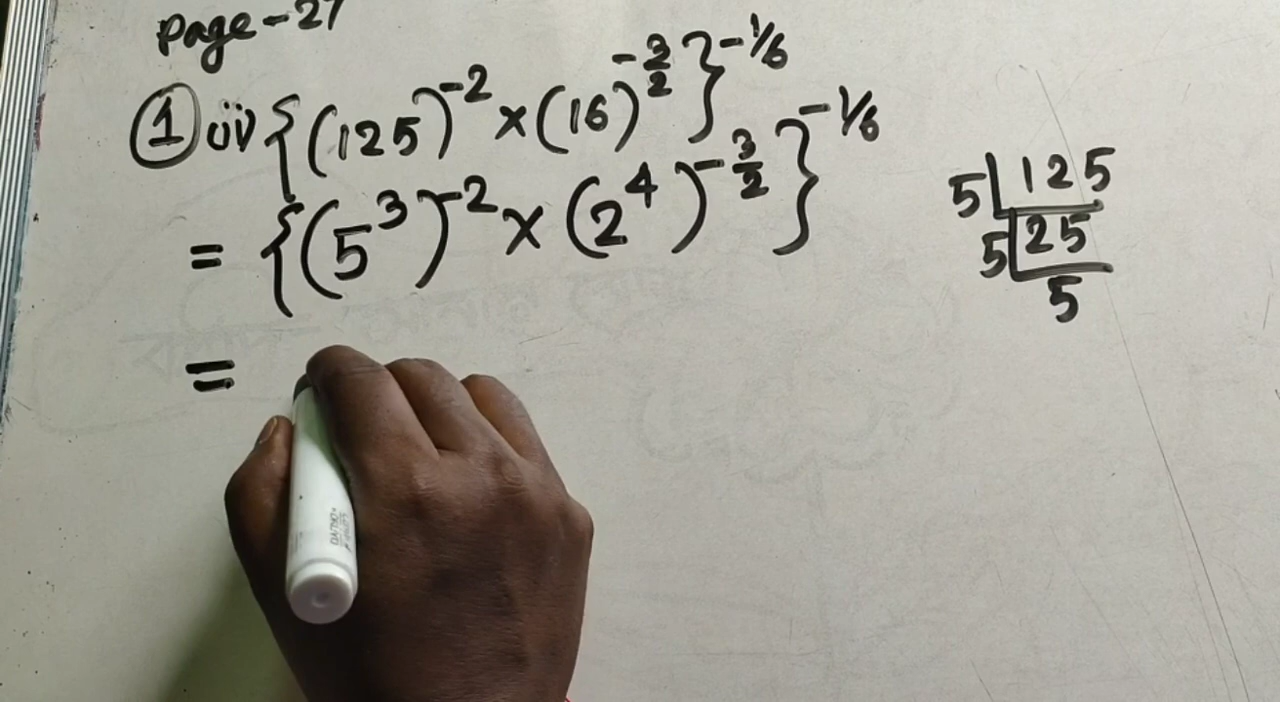 Page-27
① iii) {(125)^-2 × (16)^-3/2}^-1/6
= {(5^3)^-2 × (2^4)^-3/2}^-1/6
=
5|125
5|25
5